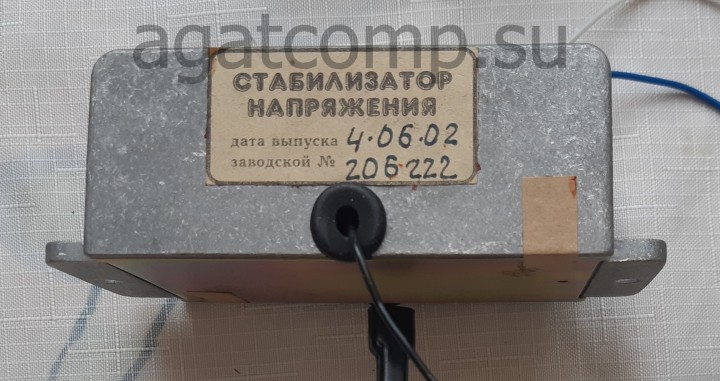 agatcomp.su
СТАБИЛИЗАТОР
НАПРЯЖЕНИЯ
дата выпуска 4.06.02
заводской № 206222